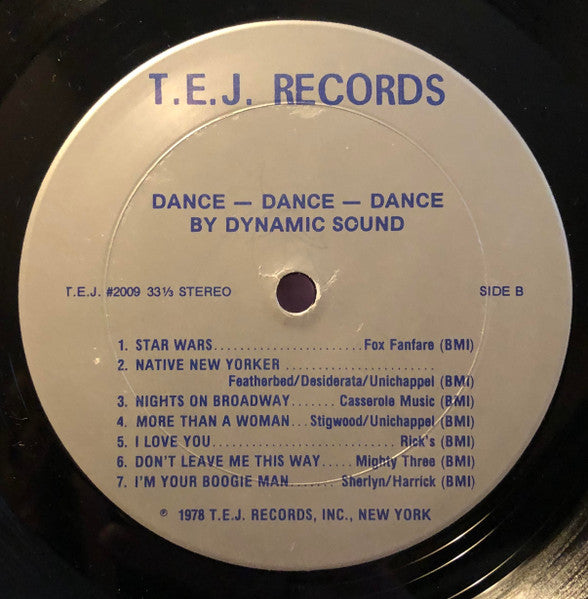 T.E.J. RECORDS
DANCE — DANCE — DANCE
BY DYNAMIC SOUND
T.E.J. #2009 33⅓ STEREO SIDE B
1. STAR WARS......................Fox Fanfare (BMI)
2. NATIVE NEW YORKER ......................
Featherbed/Desiderata/Unichappel (BMI)
3. NIGHTS ON BROADWAY....... Casserole Music (BMI)
4. MORE THAN A WOMAN... Stigwood/Unichappel (BMI)
5. I LOVE YOU............................Rick's (BMI)
6. DON'T LEAVE ME THIS WAY..... Mighty Three (BMI)
7. I'M YOUR BOOGIE MAN........ Sherlyn/Harrick (BMI)
℗ 1978 T.E.J. RECORDS, INC., NEW YORK